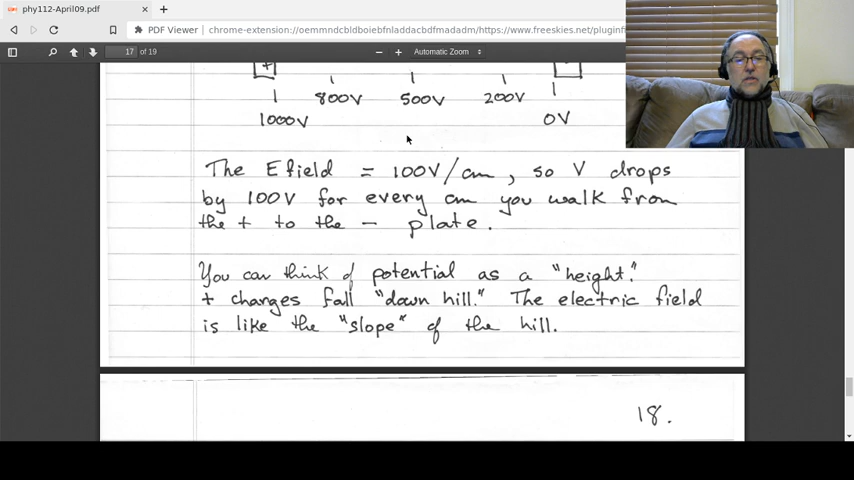 phy112-April09.pdf
PDF Viewer | chrome-extension://oemmndcbldboiebfnladdacbdfmadadm/https://www.freeskies.net/pluginfi
17 of 19
Automatic Zoom
+
800V 500V 200V
1000V 0V
The Efield = 100V/cm, so V drops
by 100V for every cm you walk from
the + to the - plate.
You can think of potential as a "height."
+ charges fall "down hill." The electric field
is like the "slope" of the hill.
18.